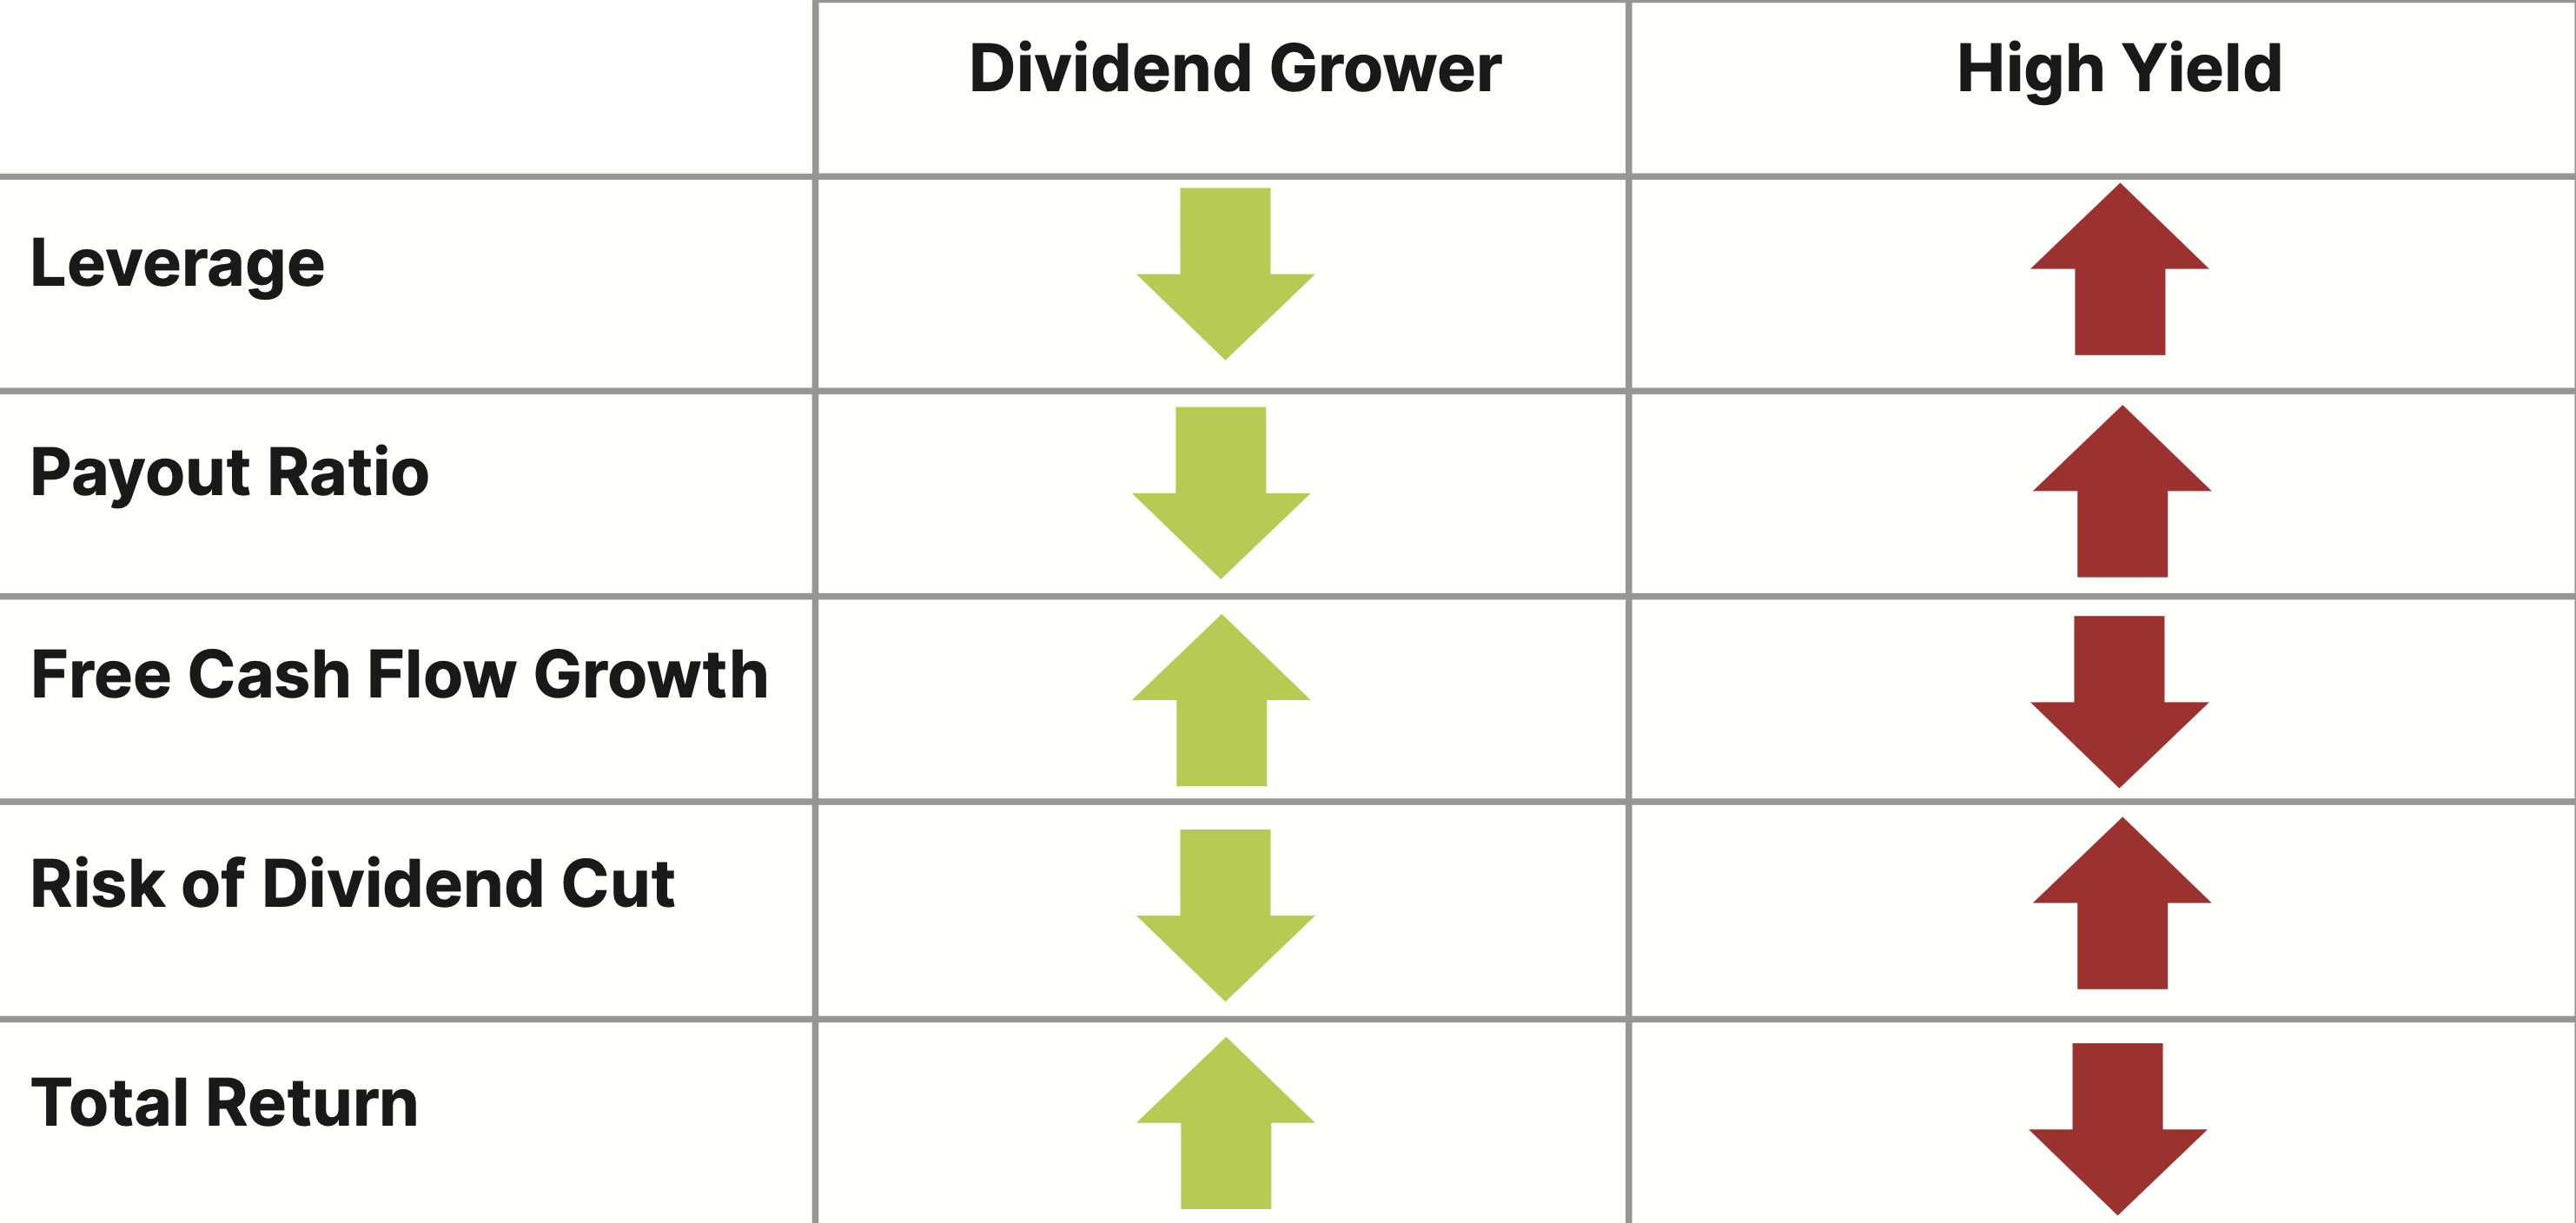 Dividend Grower
High Yield
Leverage
Payout Ratio
Free Cash Flow Growth
Risk of Dividend Cut
Total Return